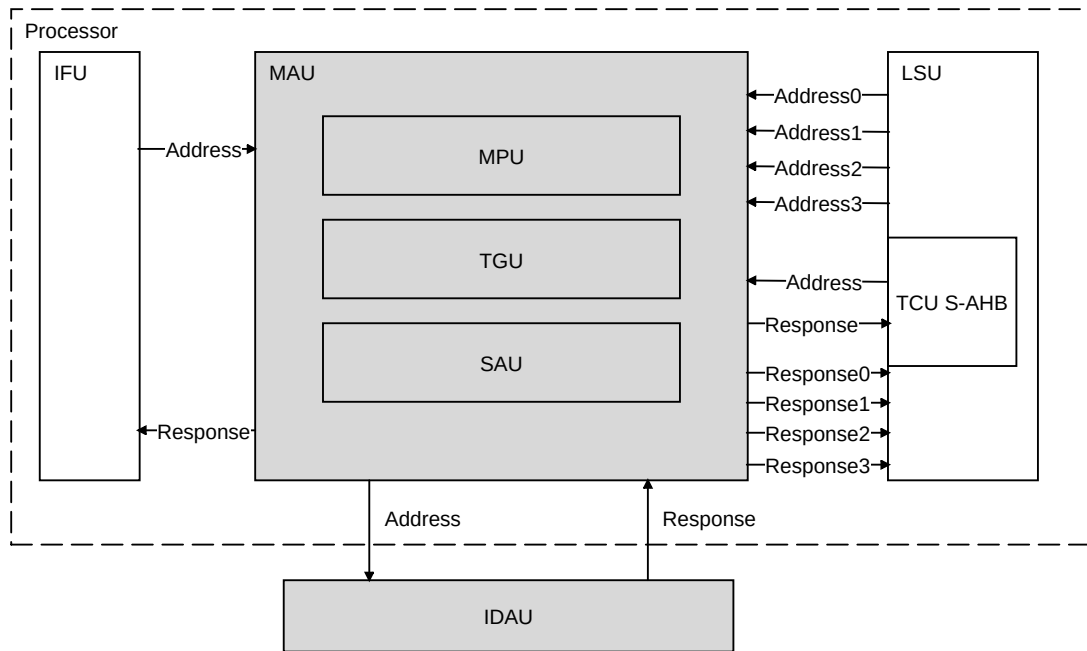 Processor
IFU
MAU
LSU
Address0
Address1
Address2
Address3
Address
MPU
TGU
SAU
Address
TCU S-AHB
Response
Response0
Response1
Response2
Response3
Response
Address
Response
IDAU